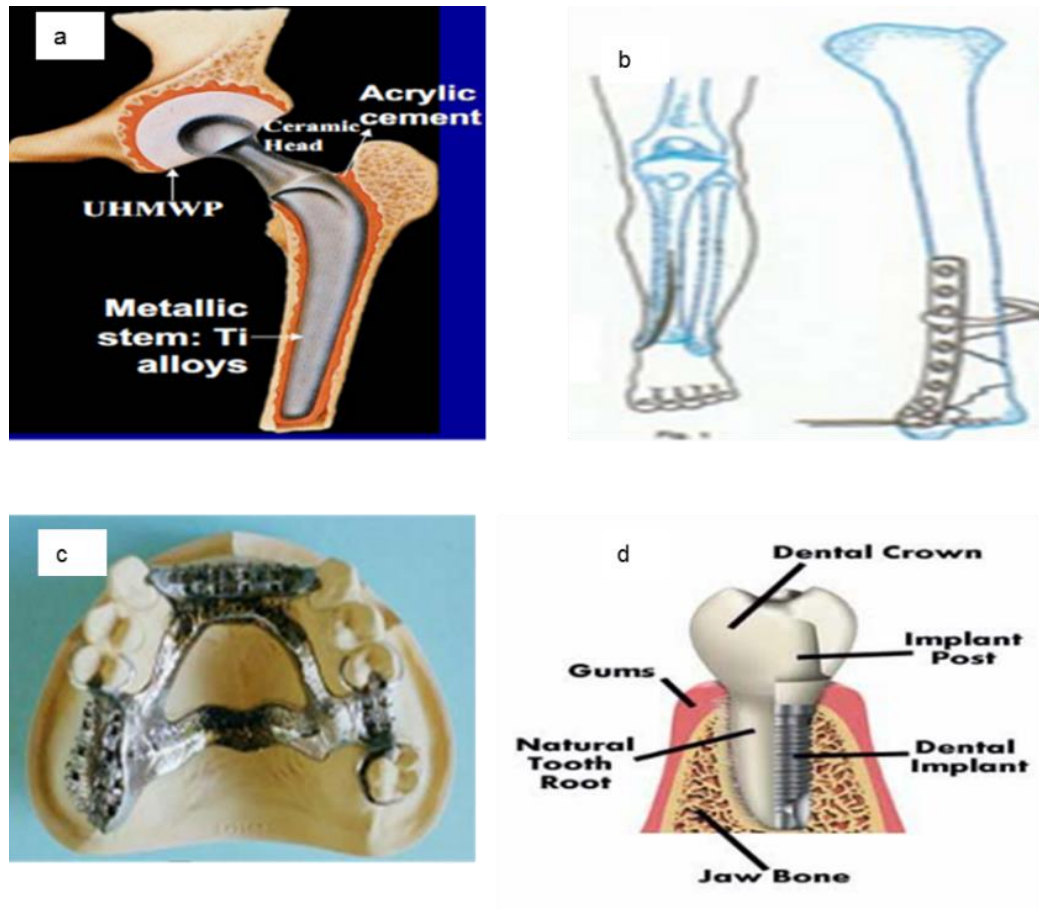 a
Acrylic
cement
Ceramic
Head
UHMWP
Metallic
stem: Ti
alloys
b
c
d
Dental Crown
Implant
Post
Gums
Natural
Tooth
Root
Dental
Implant
Jaw Bone